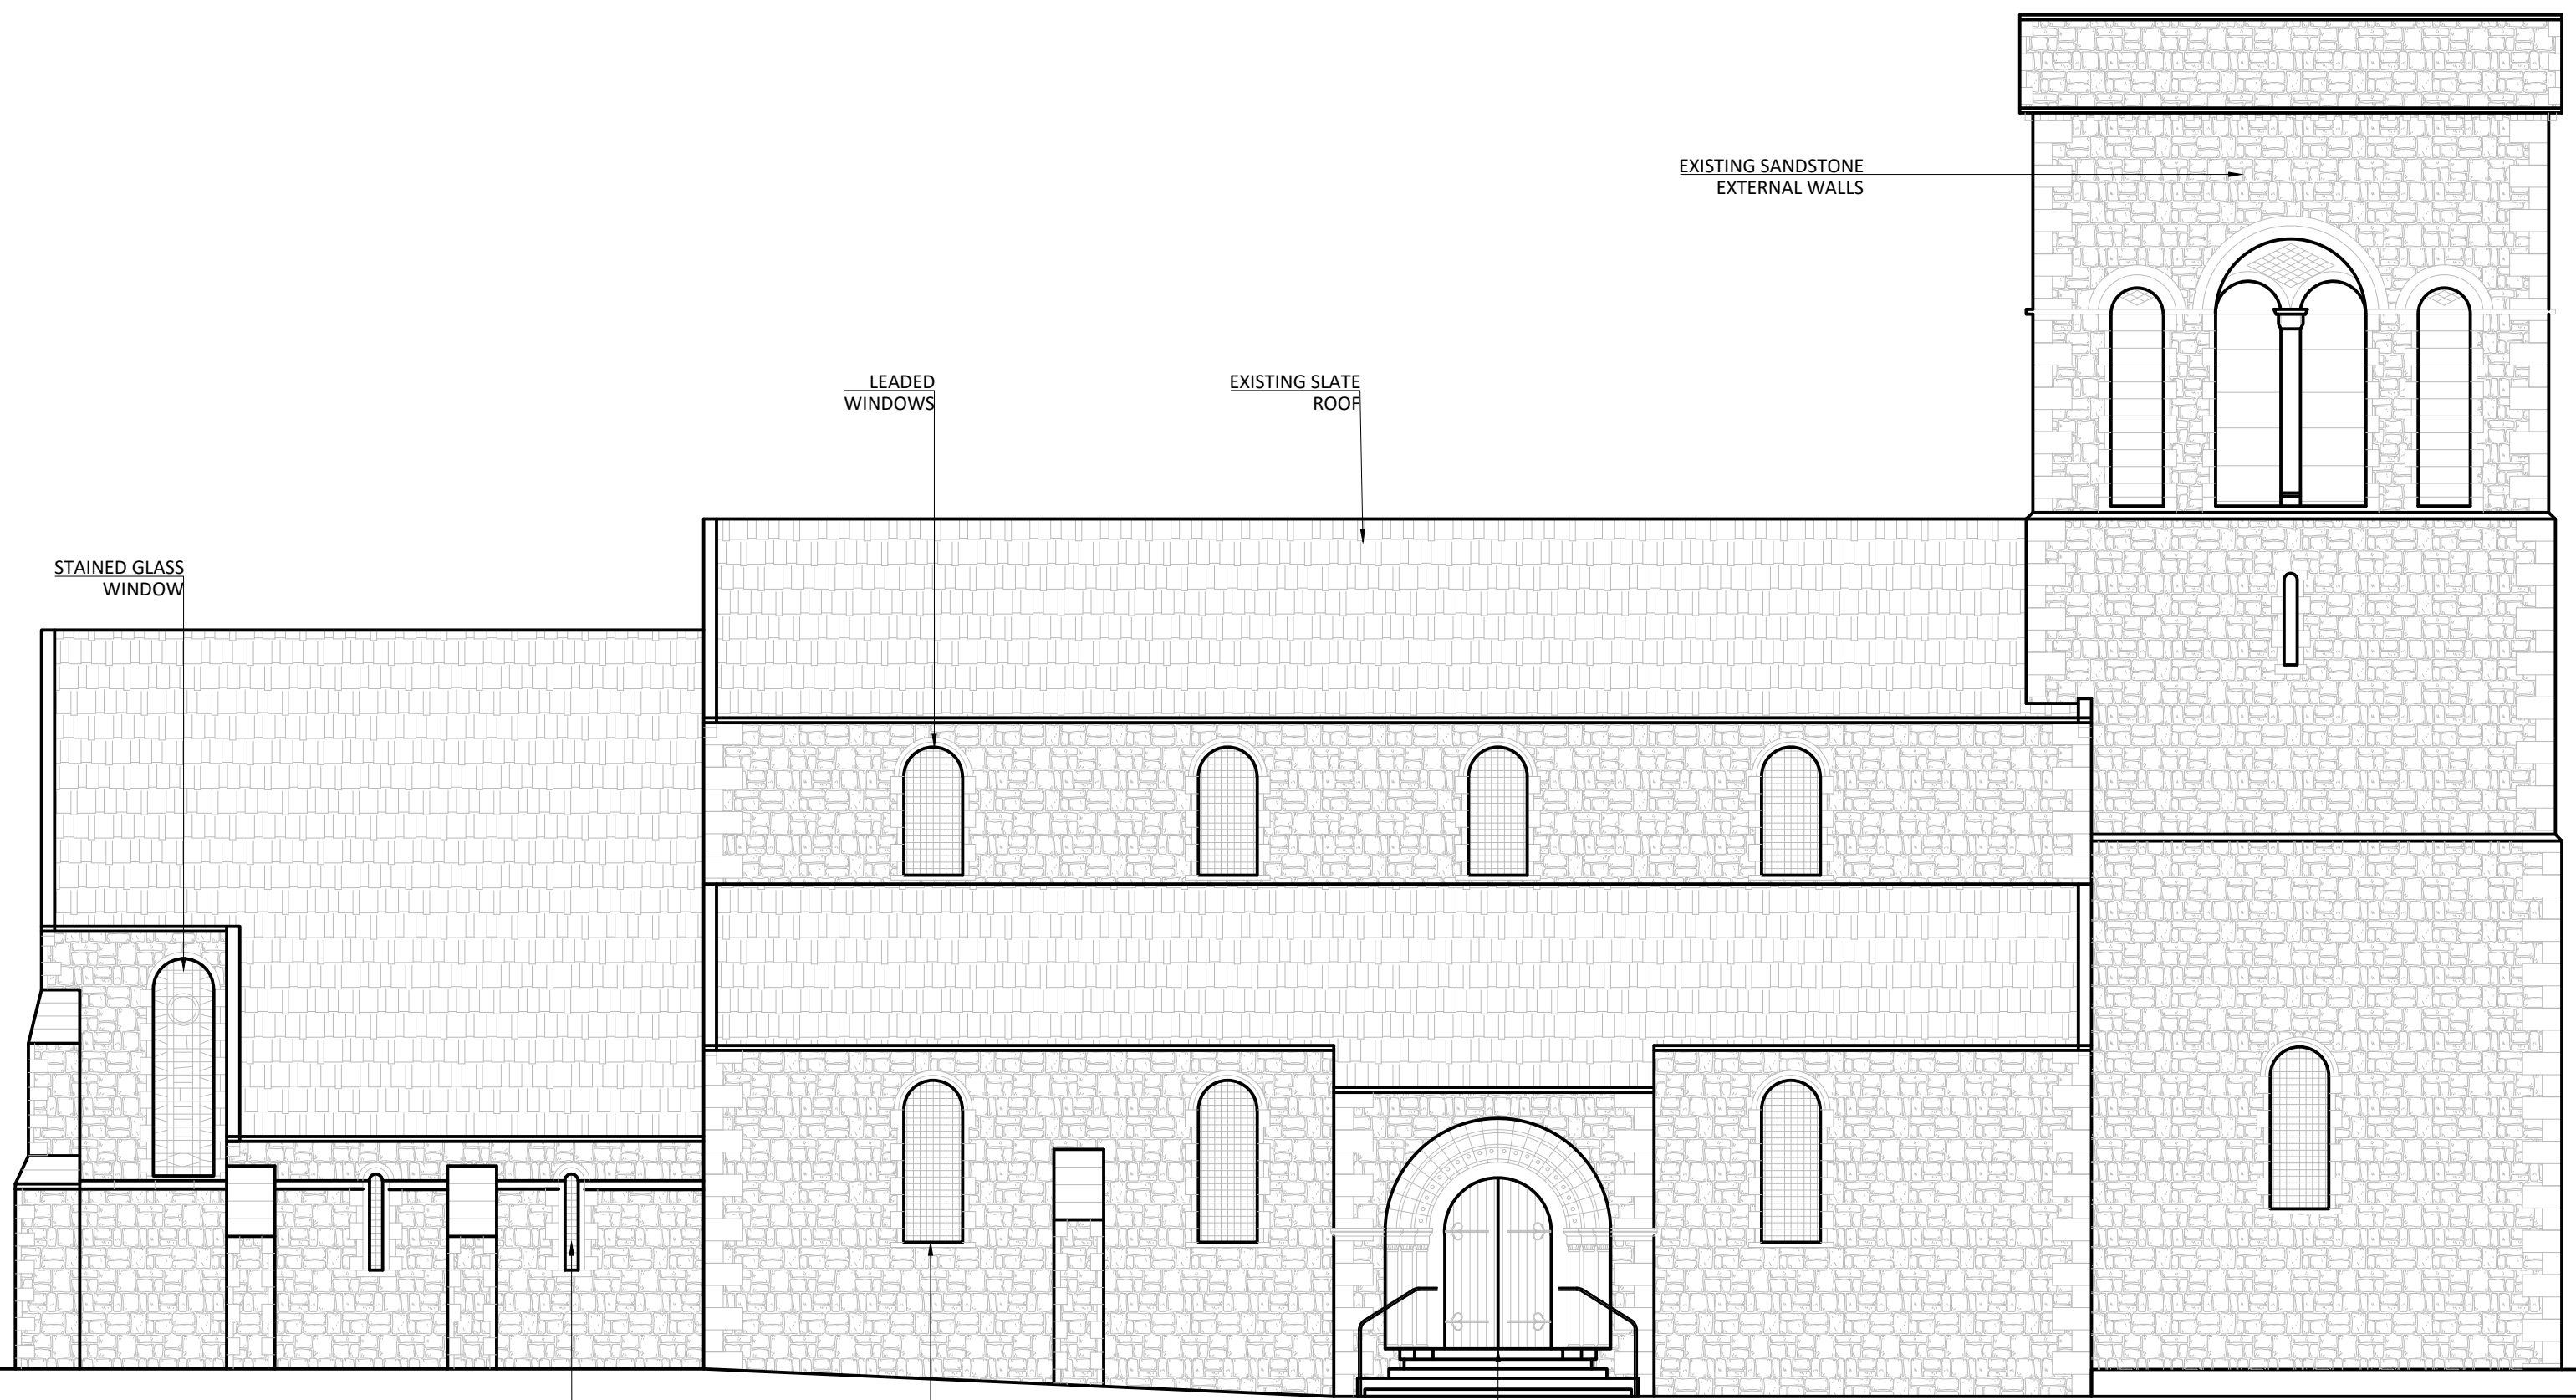 EXISTING SANDSTONE
EXTERNAL WALLS
LEADED
WINDOWS
EXISTING SLATE
ROOF
STAINED GLASS
WINDOW